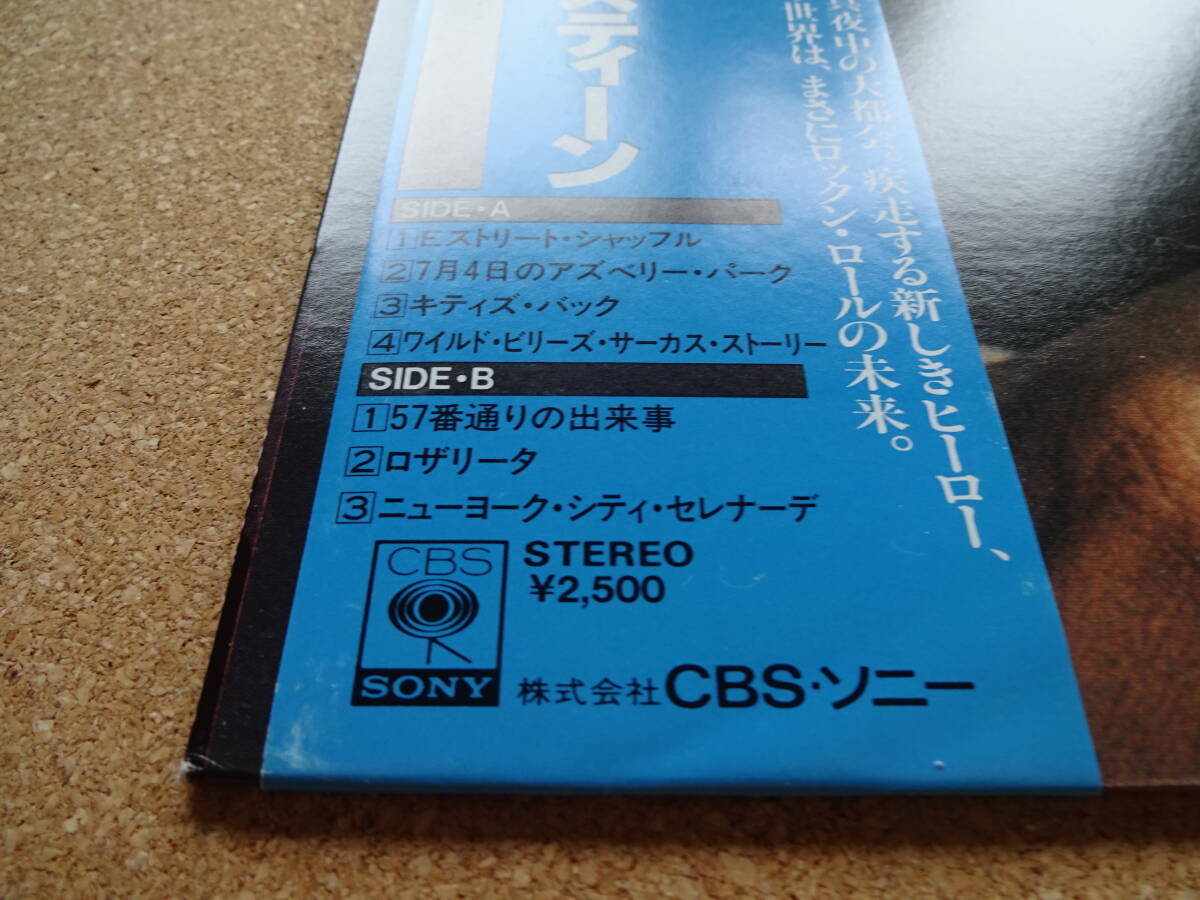 スティーン
真夜中の大都会を疾走する新しきヒーロー、
世界は、まさにロックン・ロールの未来。
SIDE・A
1 Eストリート・シャッフル
2 7月4日のアズベリー・パーク
3 キティズ・バック
4 ワイルド・ビリーズ・サーカス・ストーリー
SIDE・B
1 57番通りの出来事
2 ロザリータ
3 ニューヨーク・シティ・セレナーデ
CBS
SONY
STEREO
¥2,500
株式会社 CBS・ソニー